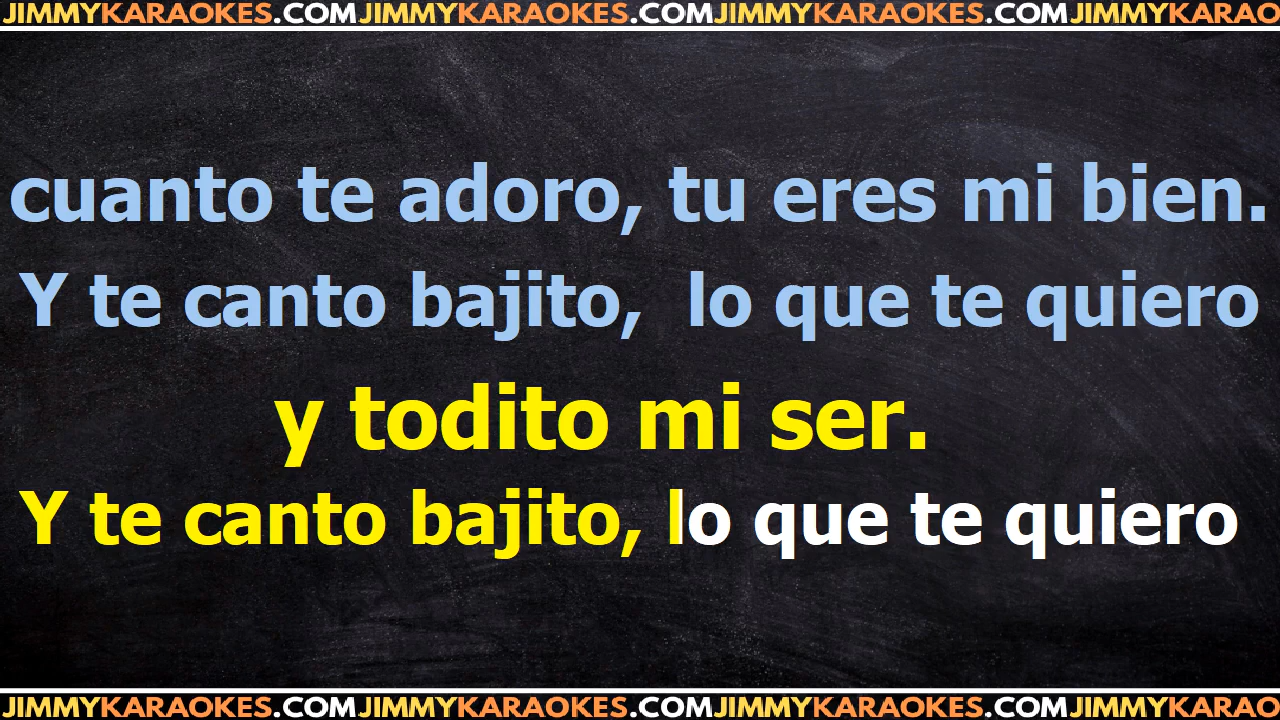 JIMMYKARAOKES.COMJIMMYKARAOKES.COMJIMMYKARAOKES.COMJIMMYKARAO
cuanto te adoro, tu eres mi bien.
Y te canto bajito,  lo que te quiero
y todito mi ser.
Y te canto bajito, lo que te quiero
JIMMYKARAOKES.COMJIMMYKARAOKES.COMJIMMYKARAOKES.COMJIMMYKARAO